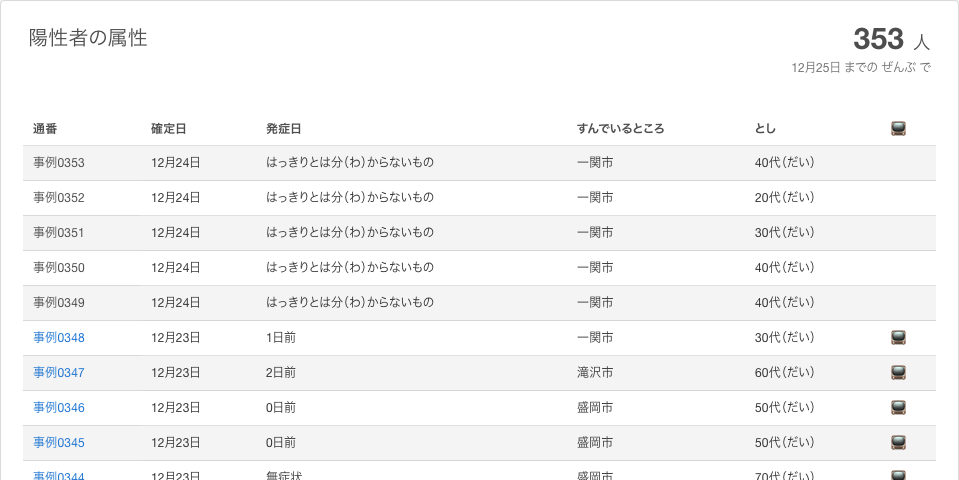 陽性者の属性
353 人
12月25日 までの ぜんぶ で
通番 確定日 発症日 すんでいるところ とし
事例0353 12月24日 はっきりとは分（わ）からないもの 一関市 40代（だい）
事例0352 12月24日 はっきりとは分（わ）からないもの 一関市 20代（だい）
事例0351 12月24日 はっきりとは分（わ）からないもの 一関市 30代（だい）
事例0350 12月24日 はっきりとは分（わ）からないもの 一関市 40代（だい）
事例0349 12月24日 はっきりとは分（わ）からないもの 一関市 40代（だい）
事例0348 12月23日 1日前 一関市 30代（だい）
事例0347 12月23日 2日前 滝沢市 60代（だい）
事例0346 12月23日 0日前 盛岡市 50代（だい）
事例0345 12月23日 0日前 盛岡市 50代（だい）
事例0344 12月23日 無症状 盛岡市 70代（だい）